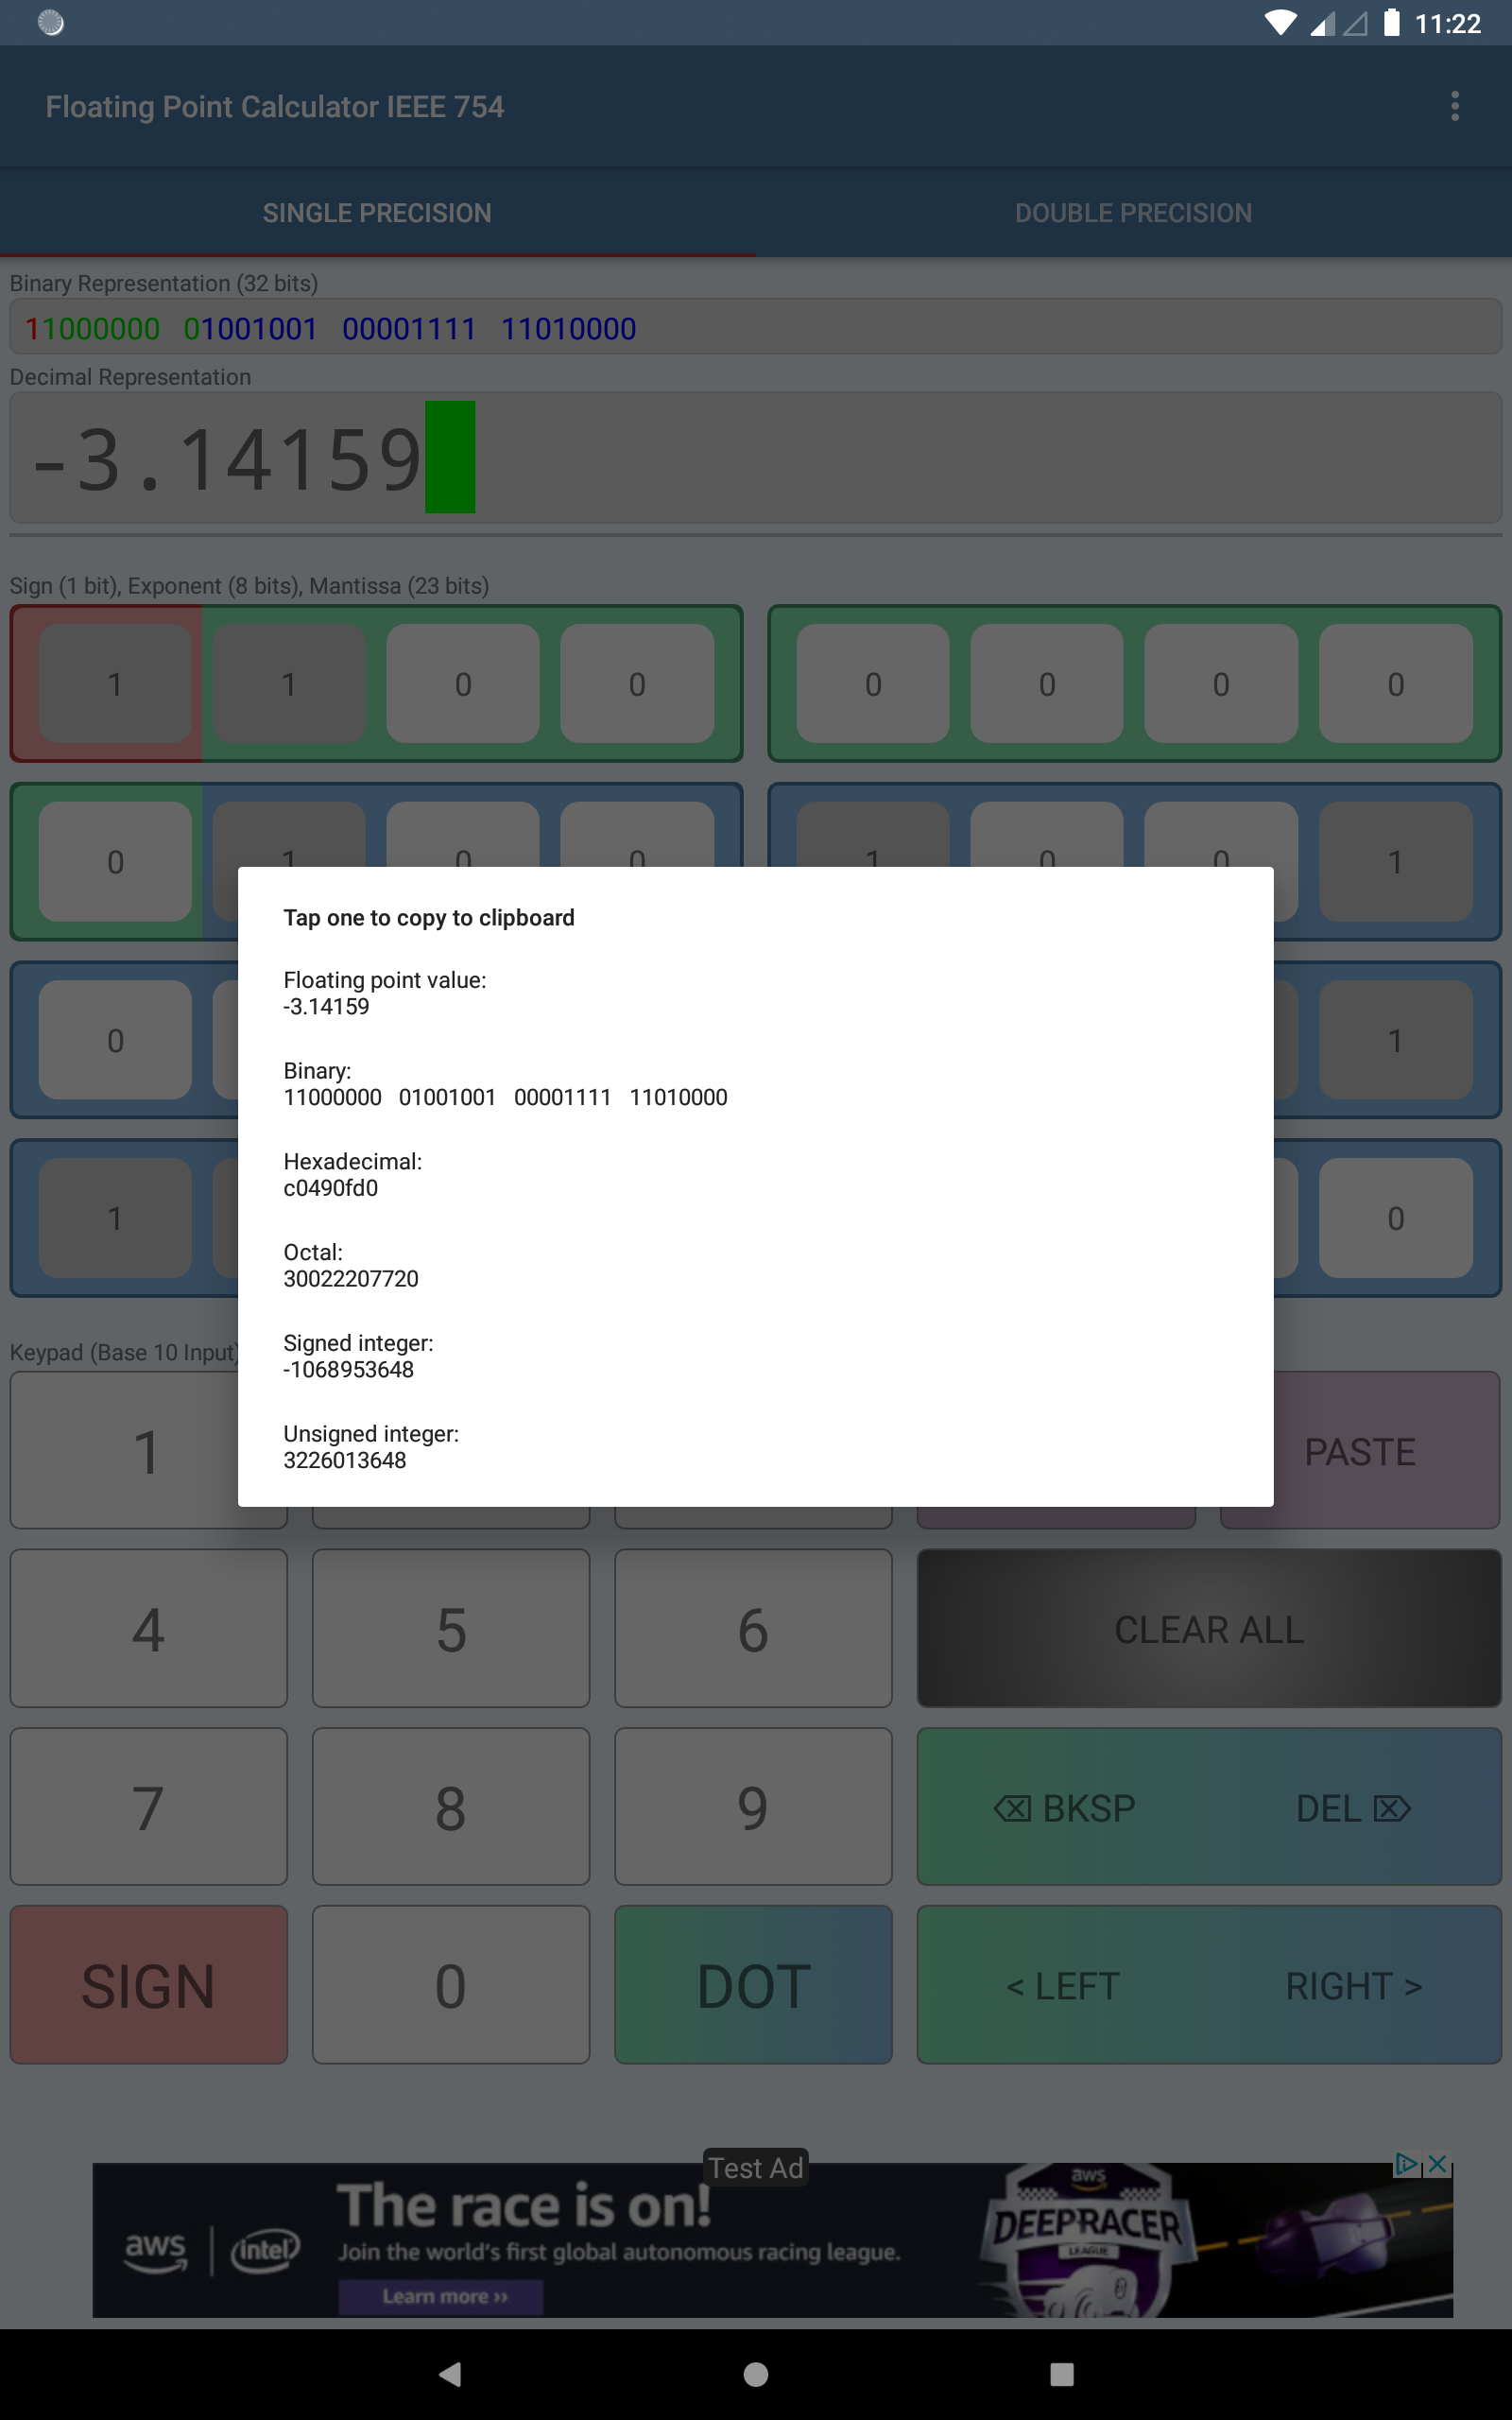 11:22
Floating Point Calculator IEEE 754
SINGLE PRECISION DOUBLE PRECISION
Binary Representation (32 bits)
11000000 01001001 00001111 11010000
Decimal Representation
-3.14159
Sign (1 bit), Exponent (8 bits), Mantissa (23 bits)
1 1 0 0 0 0 0 0
0 1 0 0 1 0 0 1
Tap one to copy to clipboard
Floating point value:
-3.14159
0 1
Binary:
11000000 01001001 00001111 11010000
Hexadecimal:
c0490fd0
1 0
Octal:
30022207720
Signed integer:
-1068953648
Keypad (Base 10 Input)
Unsigned integer:
3226013648
1 PASTE
4 5 6 CLEAR ALL
7 8 9 BKSP DEL
SIGN 0 DOT < LEFT RIGHT >
Test Ad
aws intel
The race is on!
Join the world's first global autonomous racing league.
Learn more ››
aws
DEEPRACER
LEAGUE